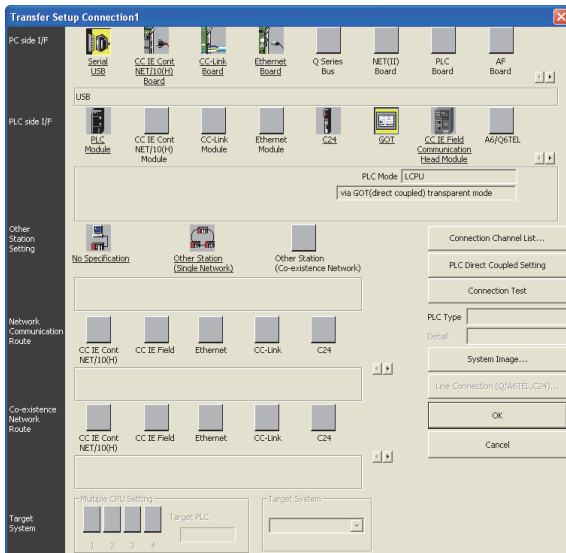 Transfer Setup Connection1
PC side I/F
Serial USB
CC IE Cont NET/10(H) Board
CC-Link Board
Ethernet Board
Q Series Bus
NET(II) Board
PLC Board
AF Board
USB
PLC side I/F
PLC Module
CC IE Cont NET/10(H) Module
CC-Link Module
Ethernet Module
C24
GOT
CC IE Field Communication Head Module
A6/Q6TEL
PLC Mode LCPU
via GOT(direct coupled) transparent mode
Other Station Setting
No Specification
Other Station (Single Network)
Other Station (Co-existence Network)
Connection Channel List...
PLC Direct Coupled Setting
Connection Test
PLC Type
Detail
System Image...
Line Connection (Q/A6TEL,C24)...
OK
Cancel
Network Communication Route
CC IE Cont NET/10(H)
CC IE Field
Ethernet
CC-Link
C24
Co-existence Network Route
CC IE Cont NET/10(H)
CC IE Field
Ethernet
CC-Link
C24
Target System
Multiple CPU Setting
1 2 3 4
Target PLC
Target System